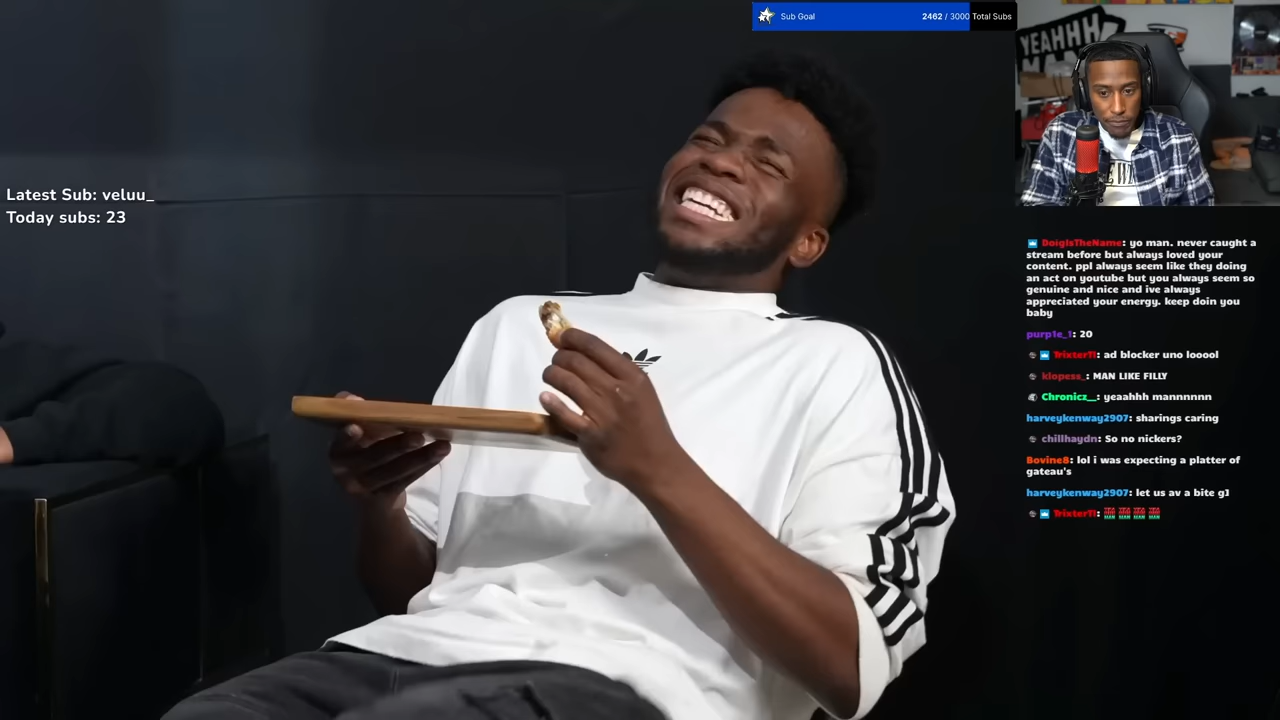 Sub Goal
2462 / 3000 Total Subs
YEAHHH
Latest Sub: veluu_
Today subs: 23
DoigIsTheName: yo man. never caught a
stream before but always loved your
content. ppl always seem like they doing
an act on youtube but you always seem so
genuine and nice and ive always
appreciated your energy. keep doin you
baby
purp1e_1: 20
TrixterTI: ad blocker uno looool
klopess_: MAN LIKE FILLY
Chronicz__: yeaahhh mannnnnn
harveykenway2907: sharings caring
chillhaydn: So no nickers?
Bovine8: lol i was expecting a platter of
gateau's
harveykenway2907: let us av a bite g1
TrixterTI: